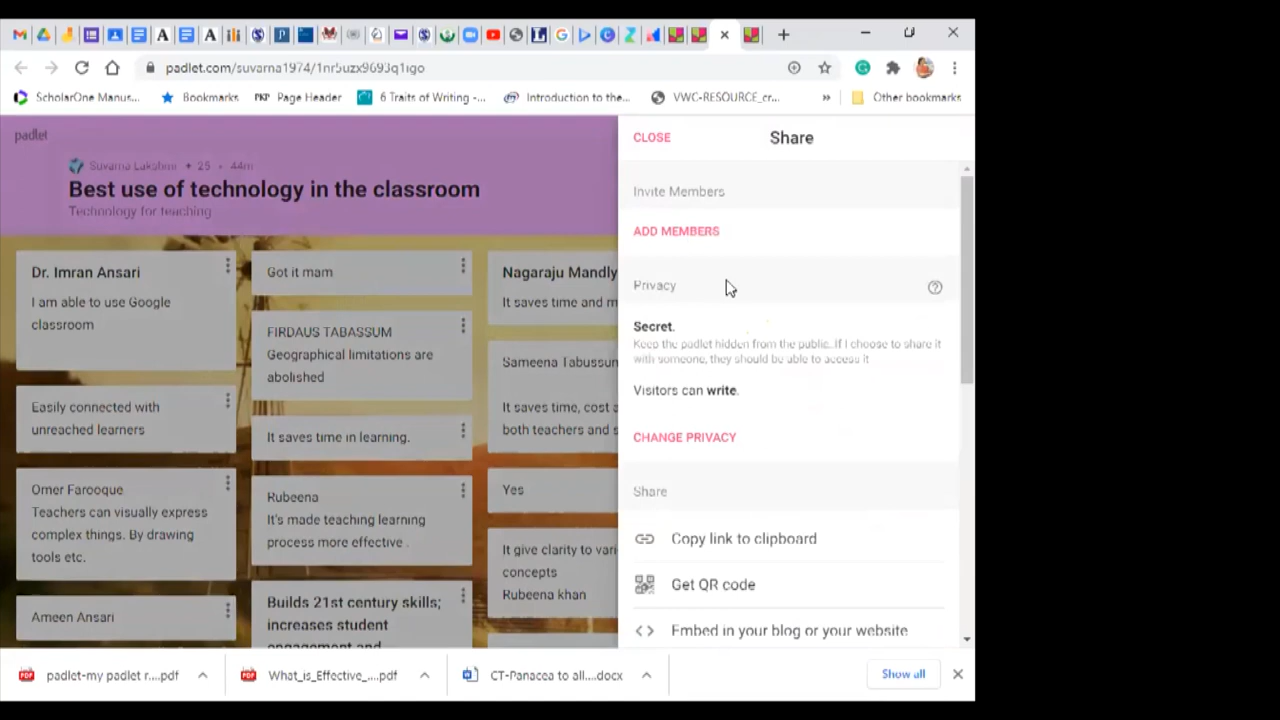 padlet.com/suvarna1974/1nr5uzx9693q1igo
ScholarOne Manus...
Bookmarks
PKP Page Header
6 Traits of Writing -...
Introduction to the...
VWC-RESOURCE_cr...
»
Other bookmarks
padlet
Suvarna Lakshmi + 25 • 44m
Best use of technology in the classroom
Technology for teaching
Dr. Imran Ansari
I am able to use Google
classroom
Easily connected with
unreached learners
Omer Farooque
Teachers can visually express
complex things. By drawing
tools etc.
Ameen Ansari
Got it mam
FIRDAUS TABASSUM
Geographical limitations are
abolished
It saves time in learning.
Rubeena
It's made teaching learning
process more effective .
Builds 21st century skills;
increases student
engagement and
Nagaraju Mandly
It saves time and m
Sameena Tabussum
It saves time, cost a
both teachers and s
Yes
It give clarity to vari
concepts
Rubeena khan
CLOSE
Share
Invite Members
ADD MEMBERS
Privacy
Secret.
Keep the padlet hidden from the public. If I choose to share it
with someone, they should be able to access it
Visitors can write.
CHANGE PRIVACY
Share
Copy link to clipboard
Get QR code
Embed in your blog or your website
padlet-my padlet r....pdf
What_is_Effective_....pdf
CT-Panacea to all....docx
Show all